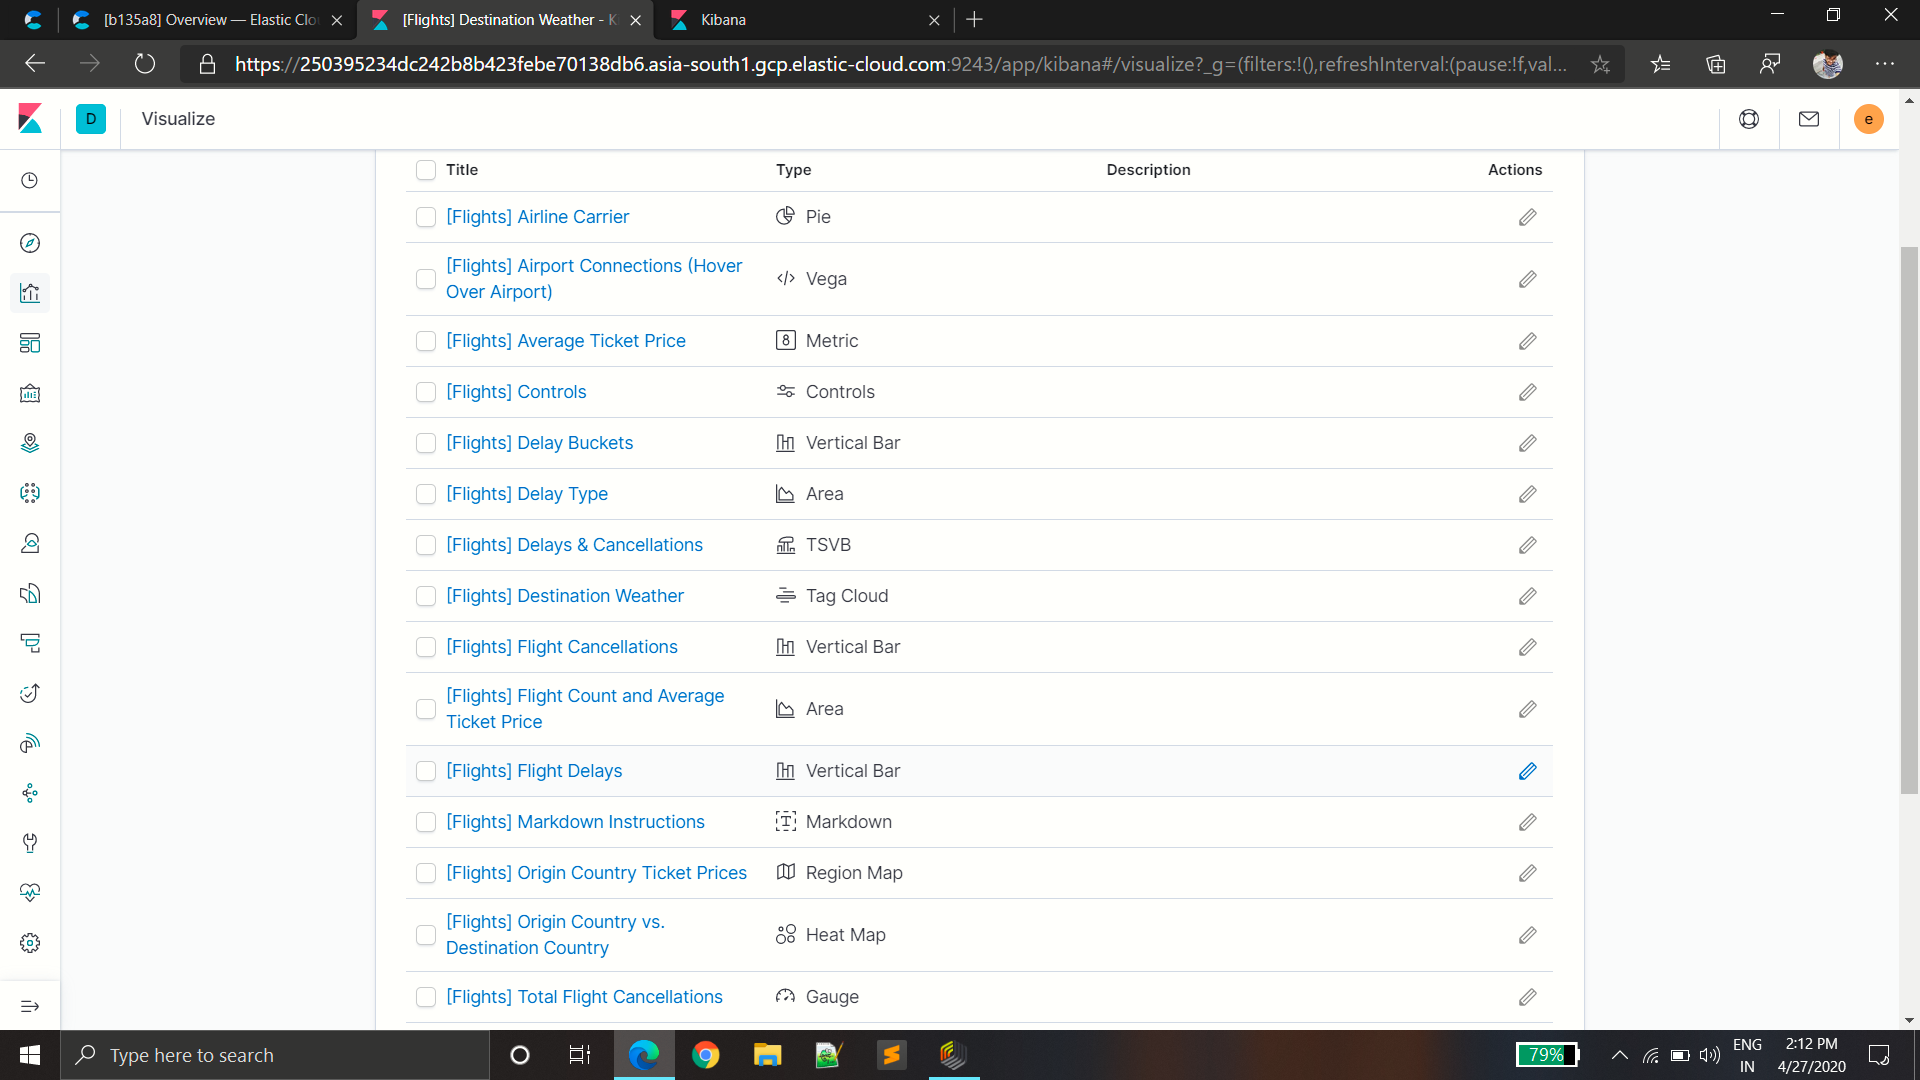 [b135a8] Overview — Elastic Clo
[Flights] Destination Weather - K
Kibana
https://250395234dc242b8b423febe70138db6.asia-south1.gcp.elastic-cloud.com:9243/app/kibana#/visualize?_g=(filters:!(),refreshInterval:(pause:!f,val...
D
Visualize
e
Title Type Description Actions
[Flights] Airline Carrier Pie
[Flights] Airport Connections (Hover
Over Airport) Vega
[Flights] Average Ticket Price 8 Metric
[Flights] Controls Controls
[Flights] Delay Buckets Vertical Bar
[Flights] Delay Type Area
[Flights] Delays & Cancellations TSVB
[Flights] Destination Weather Tag Cloud
[Flights] Flight Cancellations Vertical Bar
[Flights] Flight Count and Average
Ticket Price Area
[Flights] Flight Delays Vertical Bar
[Flights] Markdown Instructions T Markdown
[Flights] Origin Country Ticket Prices Region Map
[Flights] Origin Country vs.
Destination Country Heat Map
[Flights] Total Flight Cancellations Gauge
Type here to search
79%
ENG
IN
2:12 PM
4/27/2020